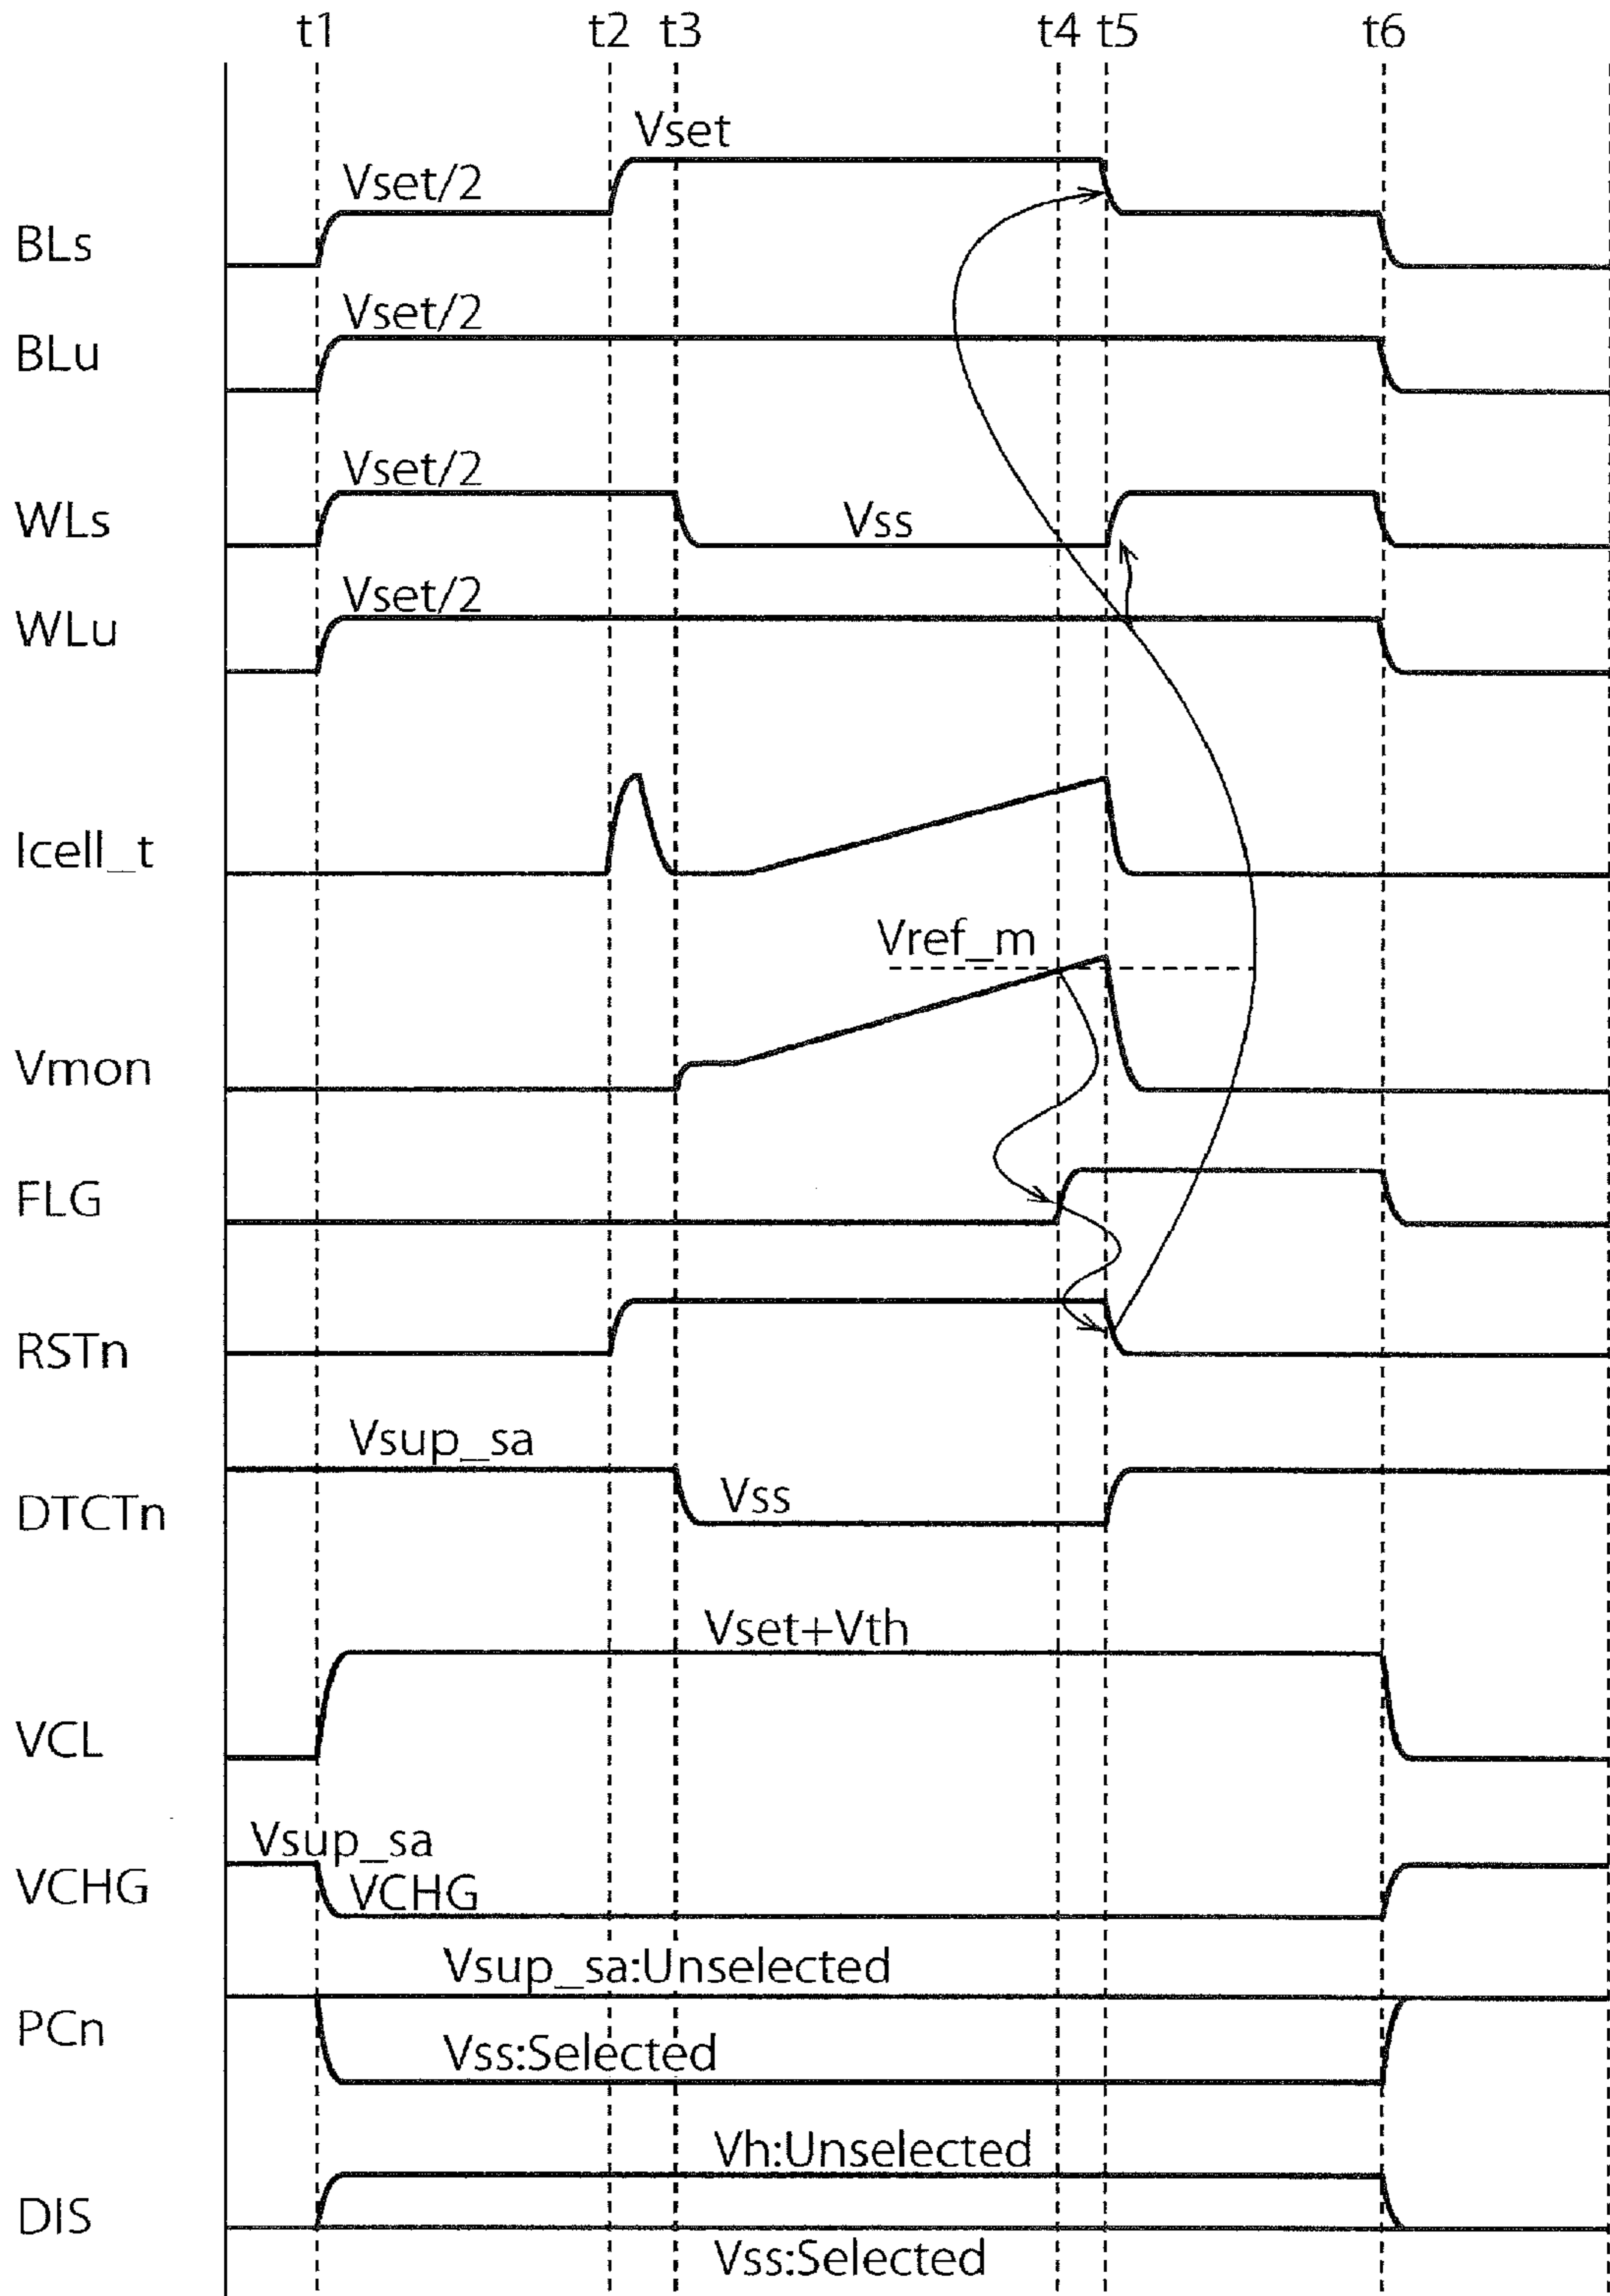 t1 t2 t3 t4 t5 t6
Vset
Vset/2
BLs
Vset/2
BLu
Vset/2
WLs
Vss
Vset/2
WLu
Icell_t
Vref_m
Vmon
FLG
RSTn
Vsup_sa
DTCTn
Vss
Vset+Vth
VCL
Vsup_sa
VCHG
VCHG
Vsup_sa:Unselected
PCn
Vss:Selected
Vh:Unselected
DIS
Vss:Selected